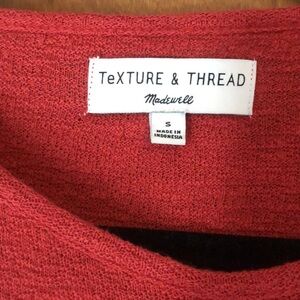 TeXTURE & THREAD
Madewell
S
MADE IN
INDONESIA